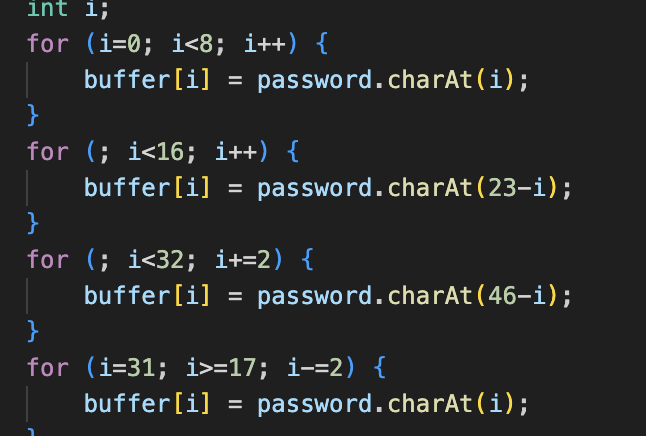 int i;
for (i=0; i<8; i++) {
    buffer[i] = password.charAt(i);
}
for (; i<16; i++) {
    buffer[i] = password.charAt(23-i);
}
for (; i<32; i+=2) {
    buffer[i] = password.charAt(46-i);
}
for (i=31; i>=17; i-=2) {
    buffer[i] = password.charAt(i);
}